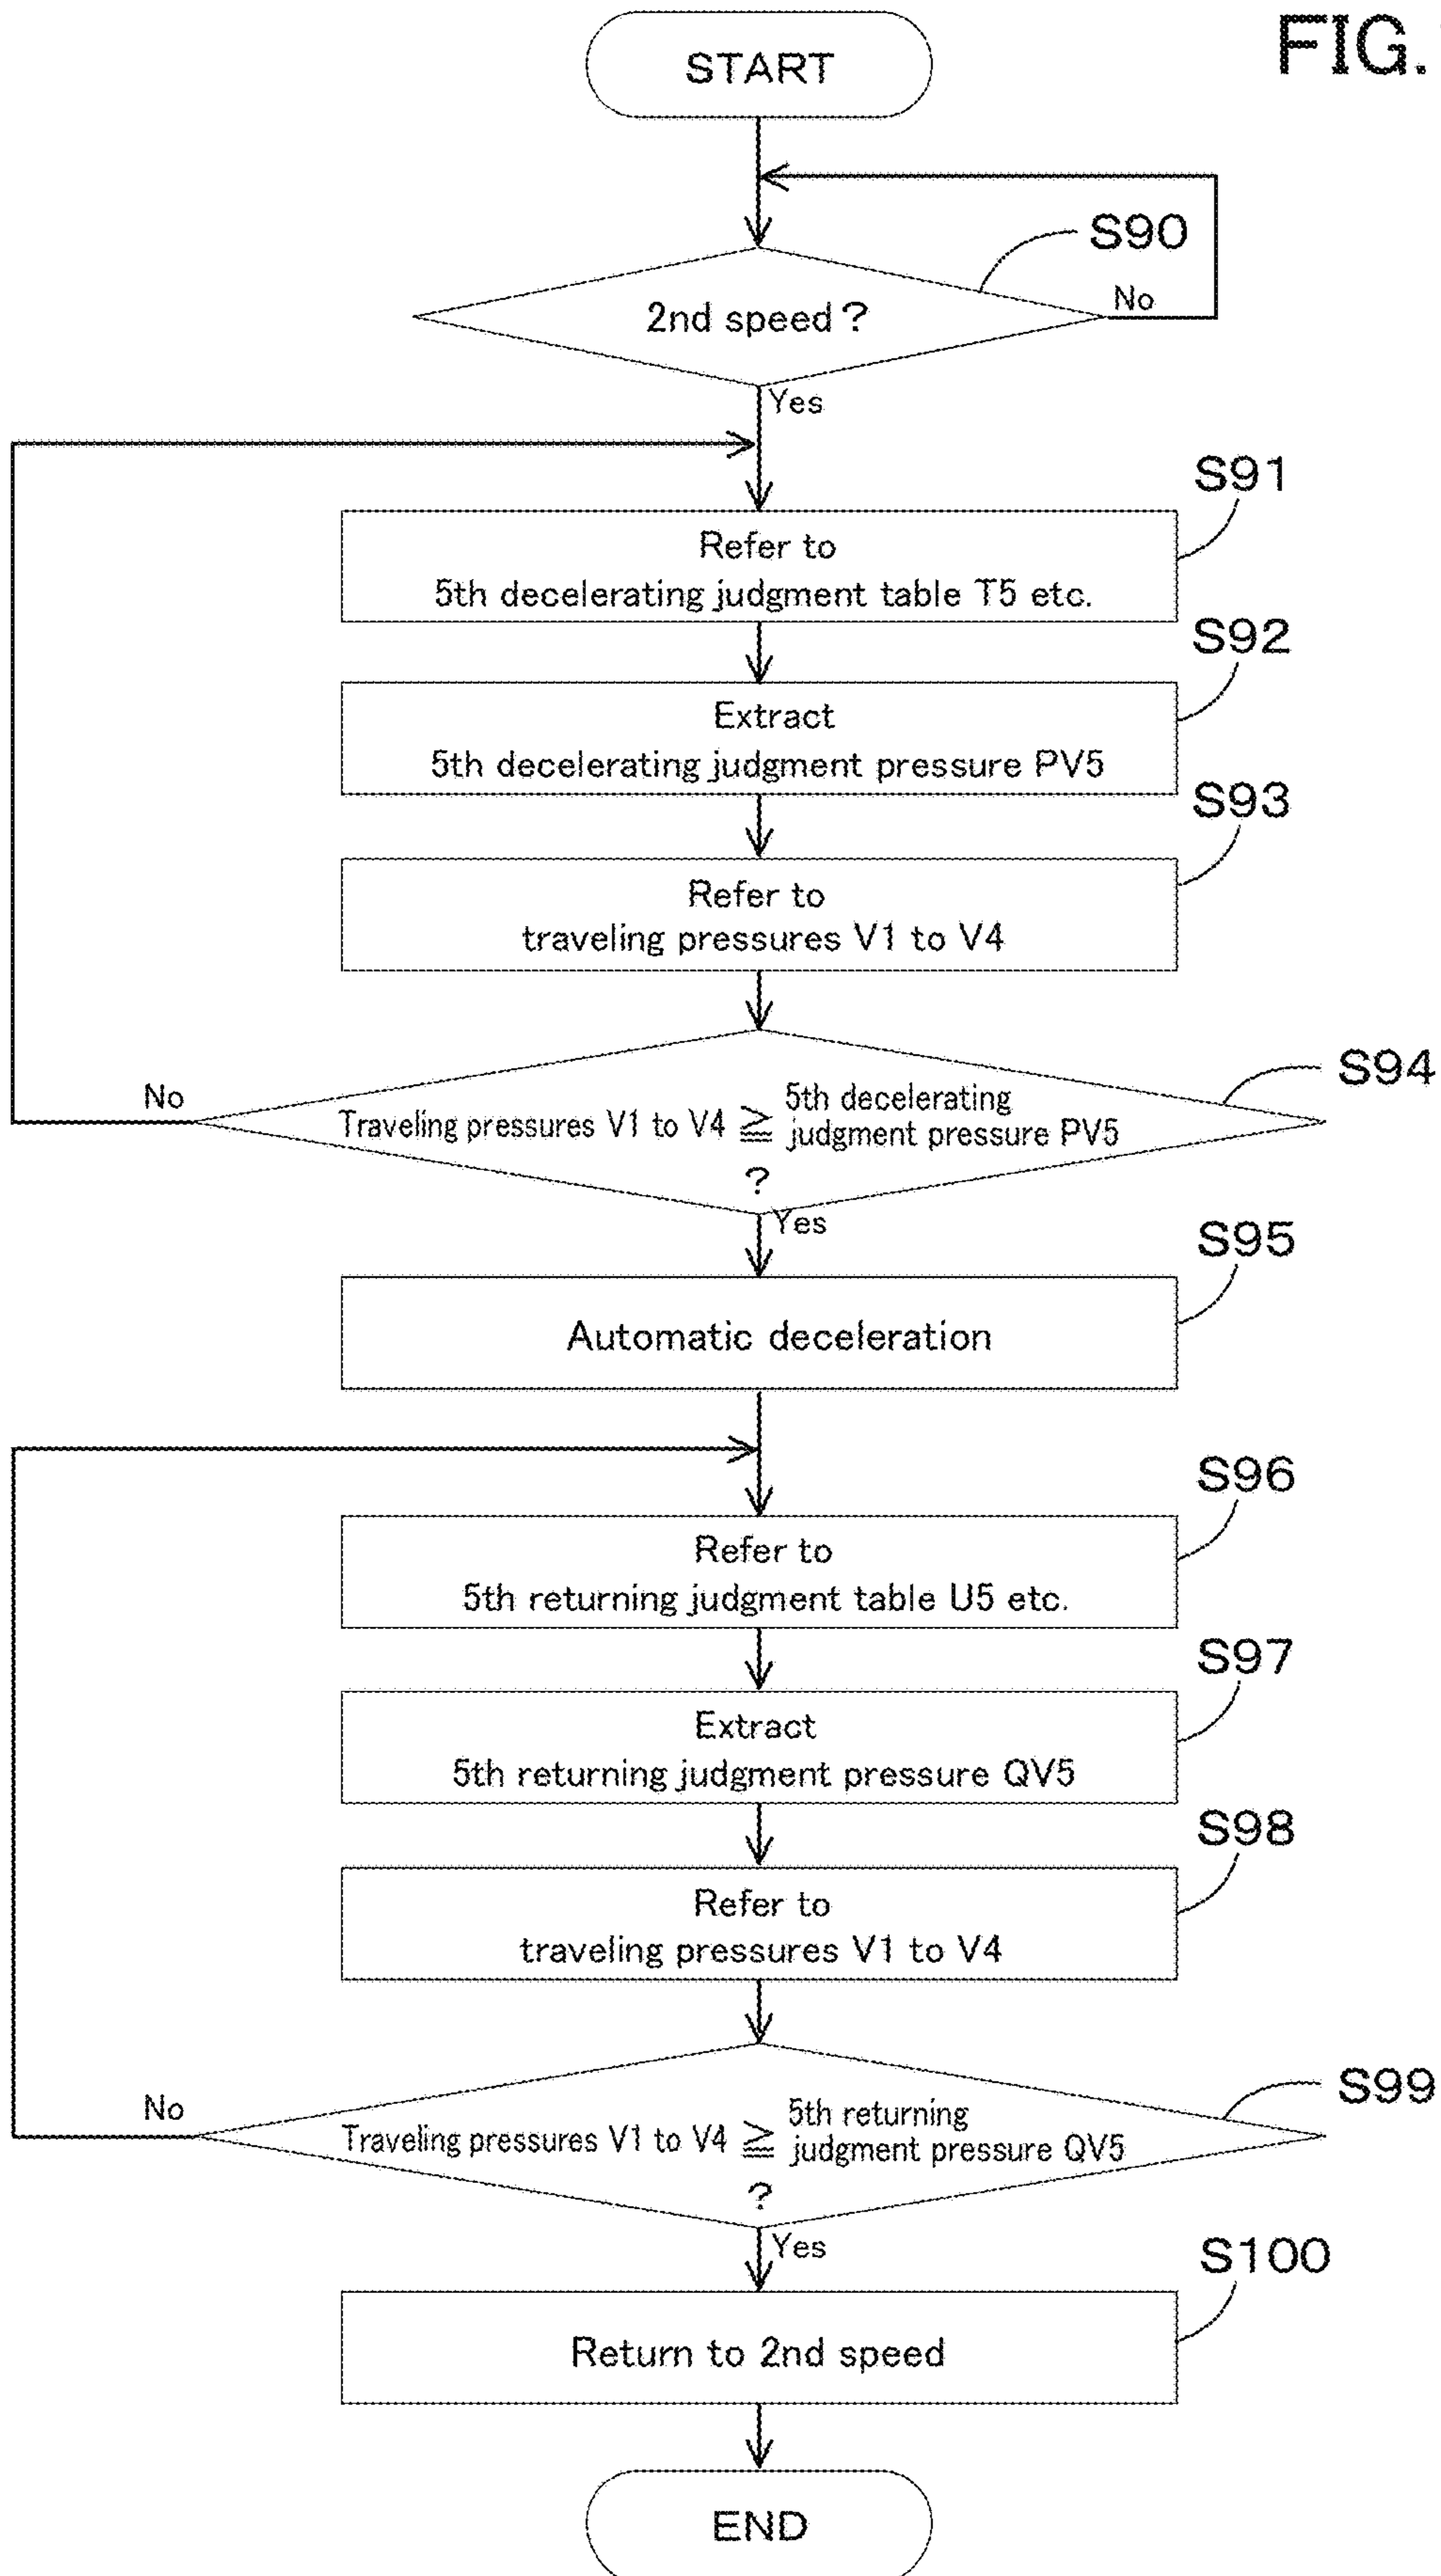 FIG.
START
S90
2nd speed?
No
Yes
S91
Refer to
5th decelerating judgment table T5 etc.
S92
Extract
5th decelerating judgment pressure PV5
S93
Refer to
traveling pressures V1 to V4
S94
No
Traveling pressures V1 to V4 ≧ 5th decelerating
judgment pressure PV5
?
Yes
S95
Automatic deceleration
S96
Refer to
5th returning judgment table U5 etc.
S97
Extract
5th returning judgment pressure QV5
S98
Refer to
traveling pressures V1 to V4
S99
No
Traveling pressures V1 to V4 ≧ 5th returning
judgment pressure QV5
?
Yes
S100
Return to 2nd speed
END